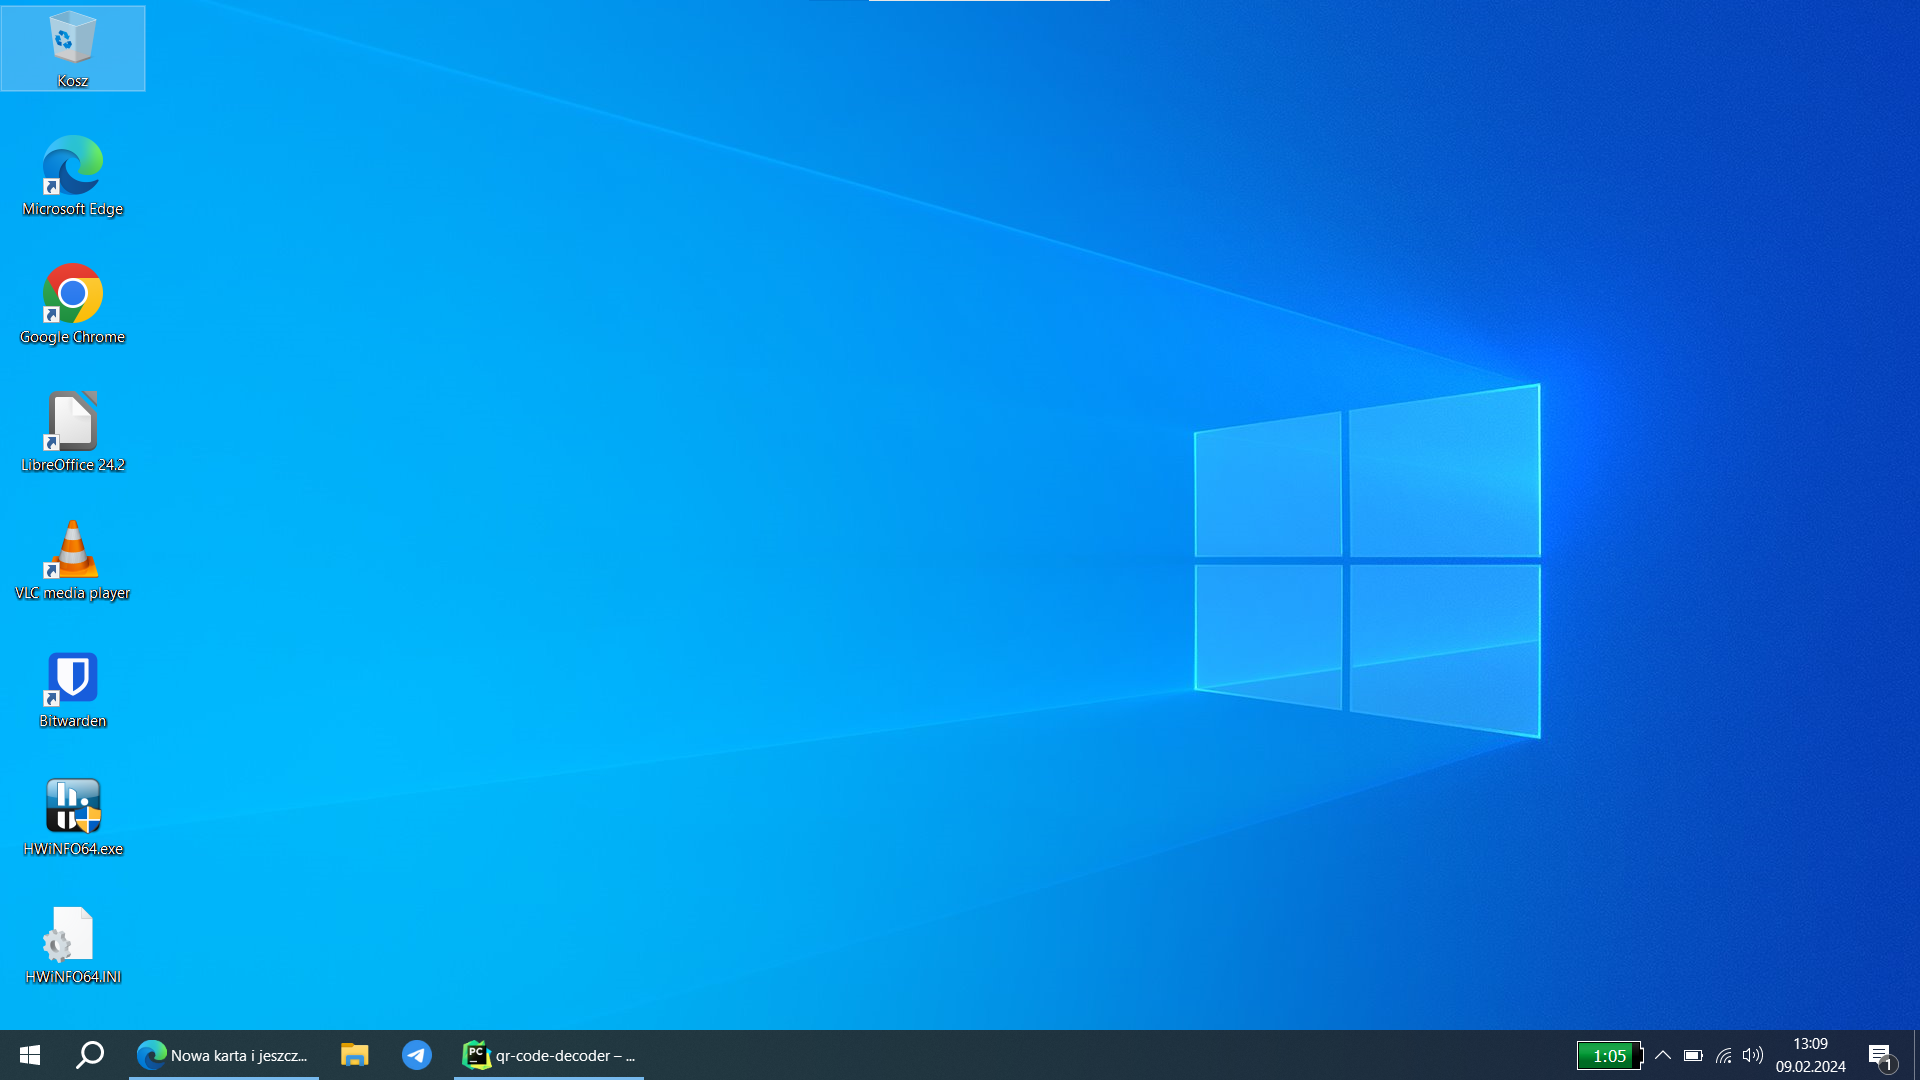 Kosz
Microsoft Edge
Google Chrome
LibreOffice 24.2
VLC media player
Bitwarden
HWiNFO64.exe
HWiNFO64.INI
Nowa karta i jeszcz...
PC
qr-code-decoder – ...
1:05
13:09
09.02.2024
1